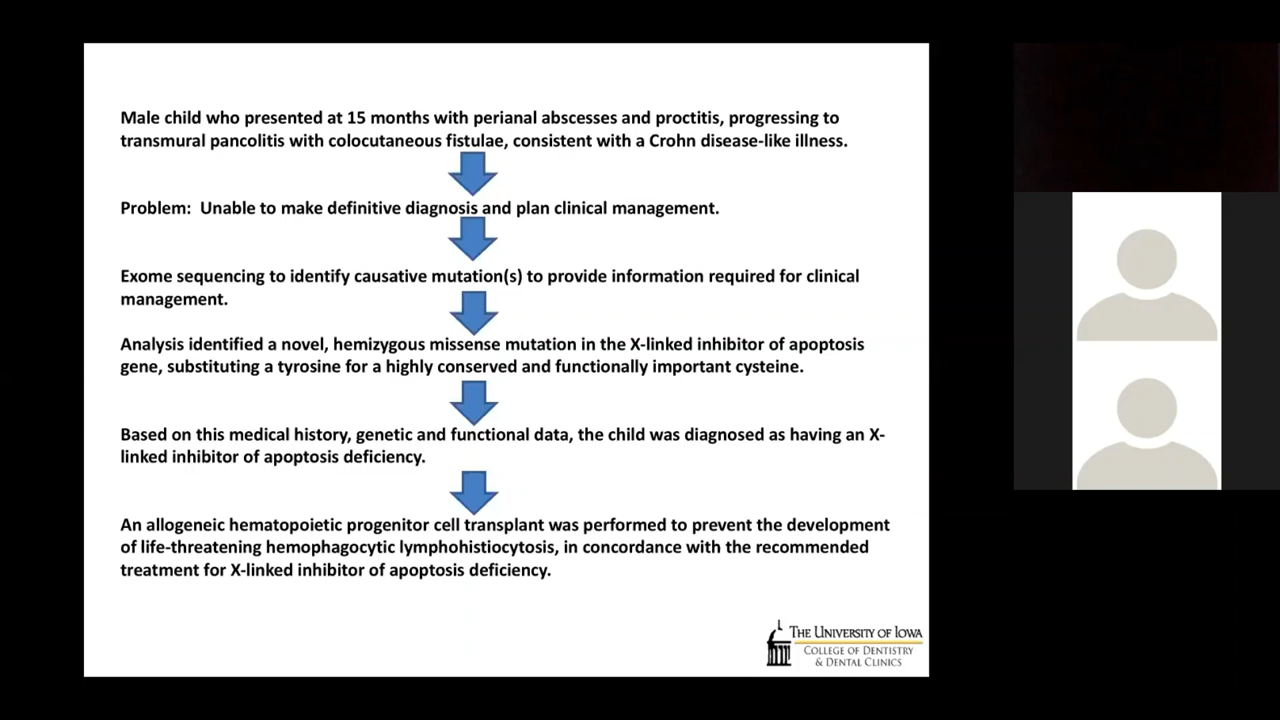 Male child who presented at 15 months with perianal abscesses and proctitis, progressing to
transmural pancolitis with colocutaneous fistulae, consistent with a Crohn disease-like illness.
Problem:  Unable to make definitive diagnosis and plan clinical management.
Exome sequencing to identify causative mutation(s) to provide information required for clinical
management.
Analysis identified a novel, hemizygous missense mutation in the X-linked inhibitor of apoptosis
gene, substituting a tyrosine for a highly conserved and functionally important cysteine.
Based on this medical history, genetic and functional data, the child was diagnosed as having an X-
linked inhibitor of apoptosis deficiency.
An allogeneic hematopoietic progenitor cell transplant was performed to prevent the development
of life-threatening hemophagocytic lymphohistiocytosis, in concordance with the recommended
treatment for X-linked inhibitor of apoptosis deficiency.
THE UNIVERSITY OF IOWA
COLLEGE OF DENTISTRY
& DENTAL CLINICS